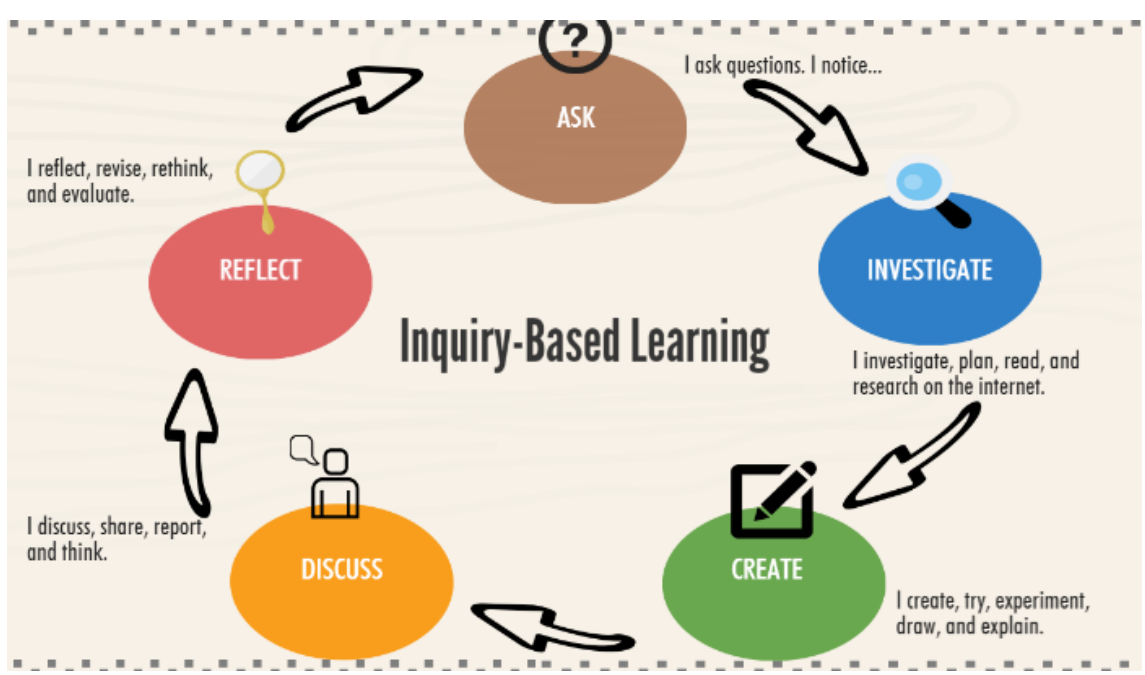 ?
ASK
I ask questions. I notice...
INVESTIGATE
I investigate, plan, read, and
research on the internet.
CREATE
I create, try, experiment,
draw, and explain.
DISCUSS
I discuss, share, report,
and think.
REFLECT
I reflect, revise, rethink,
and evaluate.
Inquiry-Based Learning